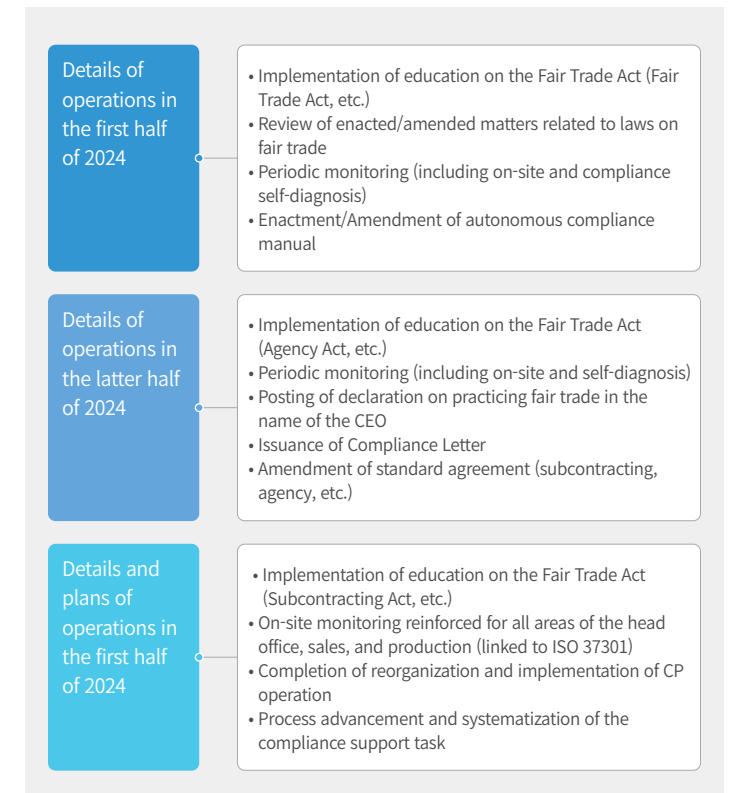 Details of
operations in
the first half
of 2024
• Implementation of education on the Fair Trade Act (Fair
Trade Act, etc.)
• Review of enacted/amended matters related to laws on
fair trade
• Periodic monitoring (including on-site and compliance
self-diagnosis)
• Enactment/Amendment of autonomous compliance
manual
Details of
operations in
the latter half
of 2024
• Implementation of education on the Fair Trade Act
(Agency Act, etc.)
• Periodic monitoring (including on-site and self-diagnosis)
• Posting of declaration on practicing fair trade in the
name of the CEO
• Issuance of Compliance Letter
• Amendment of standard agreement (subcontracting,
agency, etc.)
Details and
plans of
operations in
the first half
of 2024
• Implementation of education on the Fair Trade Act
(Subcontracting Act, etc.)
• On-site monitoring reinforced for all areas of the head
office, sales, and production (linked to ISO 37301)
• Completion of reorganization and implementation of CP
operation
• Process advancement and systematization of the
compliance support task